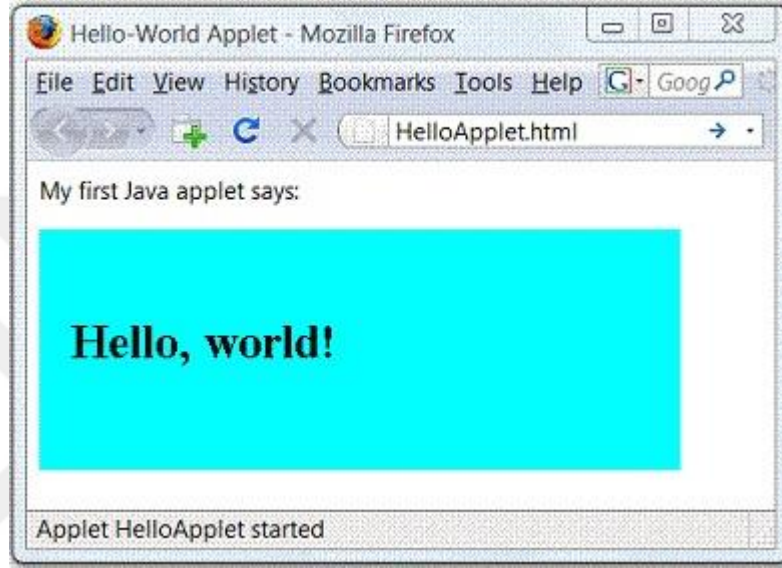 Hello-World Applet - Mozilla Firefox
File Edit View History Bookmarks Tools Help G Goog
HelloApplet.html
My first Java applet says:
Hello, world!
Applet HelloApplet started